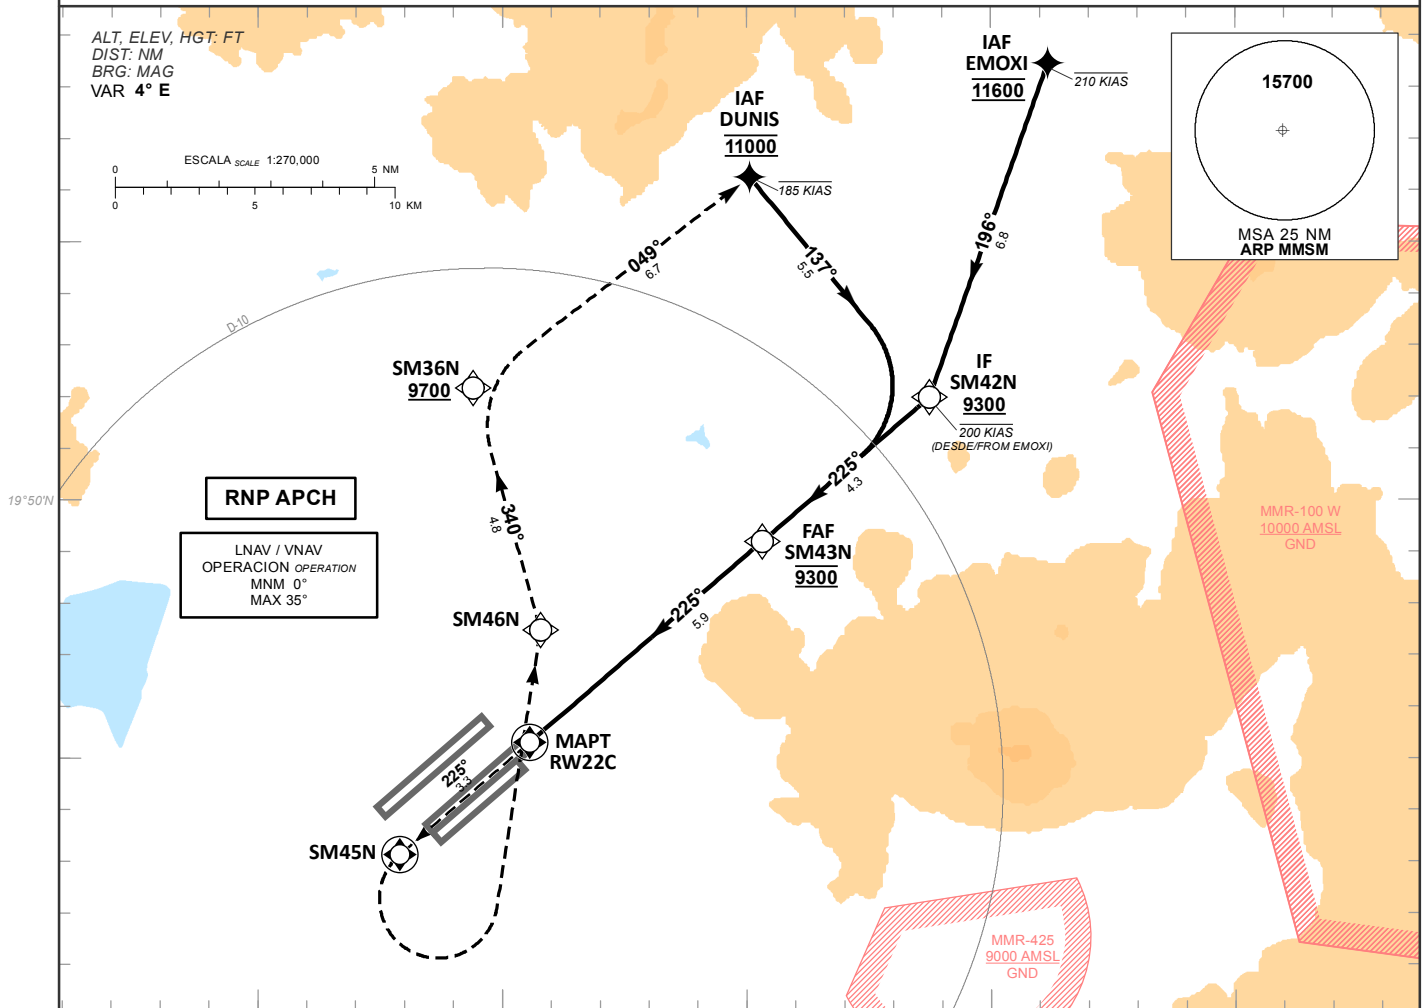 ALT, ELEV, HGT: FT
DIST: NM
BRG: MAG
VAR 4° E
ESCALA SCALE 1:270,000
0 5 NM
0 5 10 KM
IAF
EMOXI
11600
210 KIAS
IAF
DUNIS
11000
185 KIAS
15700
MSA 25 NM
ARP MMSM
196°
6.8
049°
6.7
137°
5.5
D-10
SM36N
9700
IF
SM42N
9300
200 KIAS
(DESDE/FROM EMOXI)
225°
4.3
19°50'N
RNP APCH
LNAV / VNAV
OPERACION OPERATION
MNM 0°
MAX 35°
340°
4.8
FAF
SM43N
9300
MMR-100 W
10000 AMSL
GND
SM46N
225°
5.9
MAPT
RW22C
225°
3.3
SM45N
MMR-425
9000 AMSL
GND